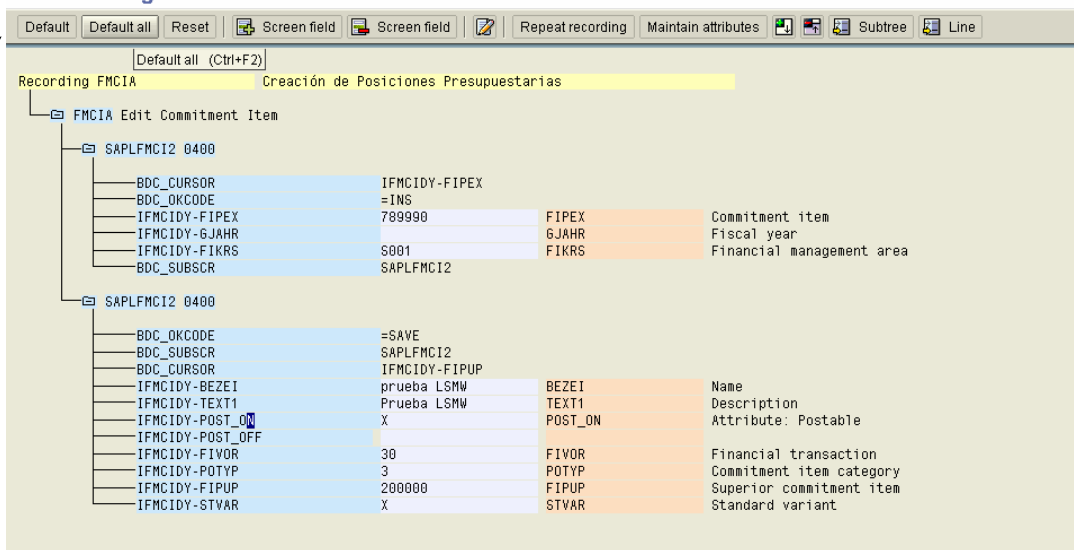 Default Default all Reset Screen field Screen field Repeat recording Maintain attributes Subtree Line
Default all (Ctrl+F2)
Recording FMCIA Creación de Posiciones Presupuestarias
FMCIA Edit Commitment Item
SAPLFMCI2 0400
BDC_CURSOR IFMCIDY-FIPEX
BDC_OKCODE =INS
IFMCIDY-FIPEX 789990 FIPEX Commitment item
IFMCIDY-GJAHR GJAHR Fiscal year
IFMCIDY-FIKRS S001 FIKRS Financial management area
BDC_SUBSCR SAPLFMCI2
SAPLFMCI2 0400
BDC_OKCODE =SAVE
BDC_SUBSCR SAPLFMCI2
BDC_CURSOR IFMCIDY-FIPUP
IFMCIDY-BEZEI prueba LSMW BEZEI Name
IFMCIDY-TEXT1 Prueba LSMW TEXT1 Description
IFMCIDY-POST_ON X POST_ON Attribute: Postable
IFMCIDY-POST_OFF
IFMCIDY-FIVOR 30 FIVOR Financial transaction
IFMCIDY-POTYP 3 POTYP Commitment item category
IFMCIDY-FIPUP 200000 FIPUP Superior commitment item
IFMCIDY-STVAR X STVAR Standard variant